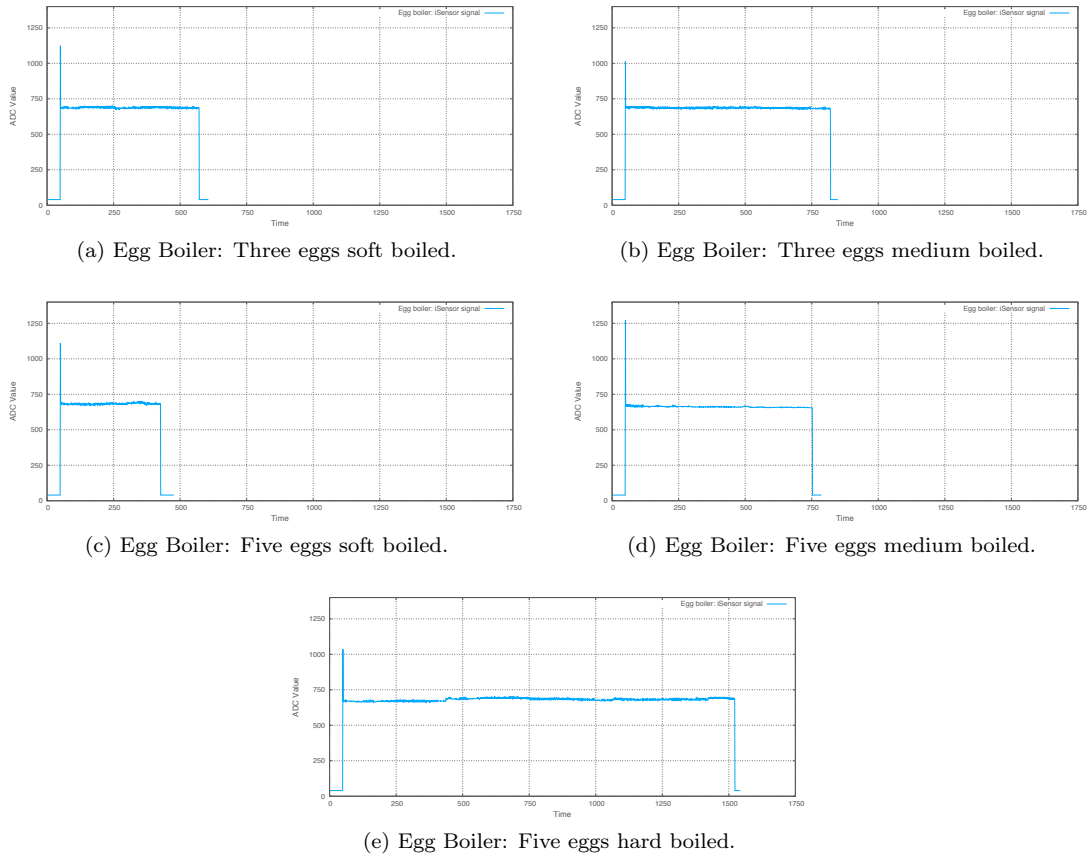 Egg boiler: iSensor signal
1250
1000
750
500
250
0
ADC Value
0 250 500 750 1000 1250 1500 1750
Time
(a) Egg Boiler: Three eggs soft boiled.
Egg boiler: iSensor signal
1250
1000
750
500
250
0
ADC Value
0 250 500 750 1000 1250 1500 1750
Time
(b) Egg Boiler: Three eggs medium boiled.
Egg boiler: iSensor signal
1250
1000
750
500
250
0
ADC Value
0 250 500 750 1000 1250 1500 1750
Time
(c) Egg Boiler: Five eggs soft boiled.
Egg boiler: iSensor signal
1250
1000
750
500
250
0
ADC Value
0 250 500 750 1000 1250 1500 1750
Time
(d) Egg Boiler: Five eggs medium boiled.
Egg boiler: iSensor signal
1250
1000
750
500
250
0
ADC Value
0 250 500 750 1000 1250 1500 1750
Time
(e) Egg Boiler: Five eggs hard boiled.